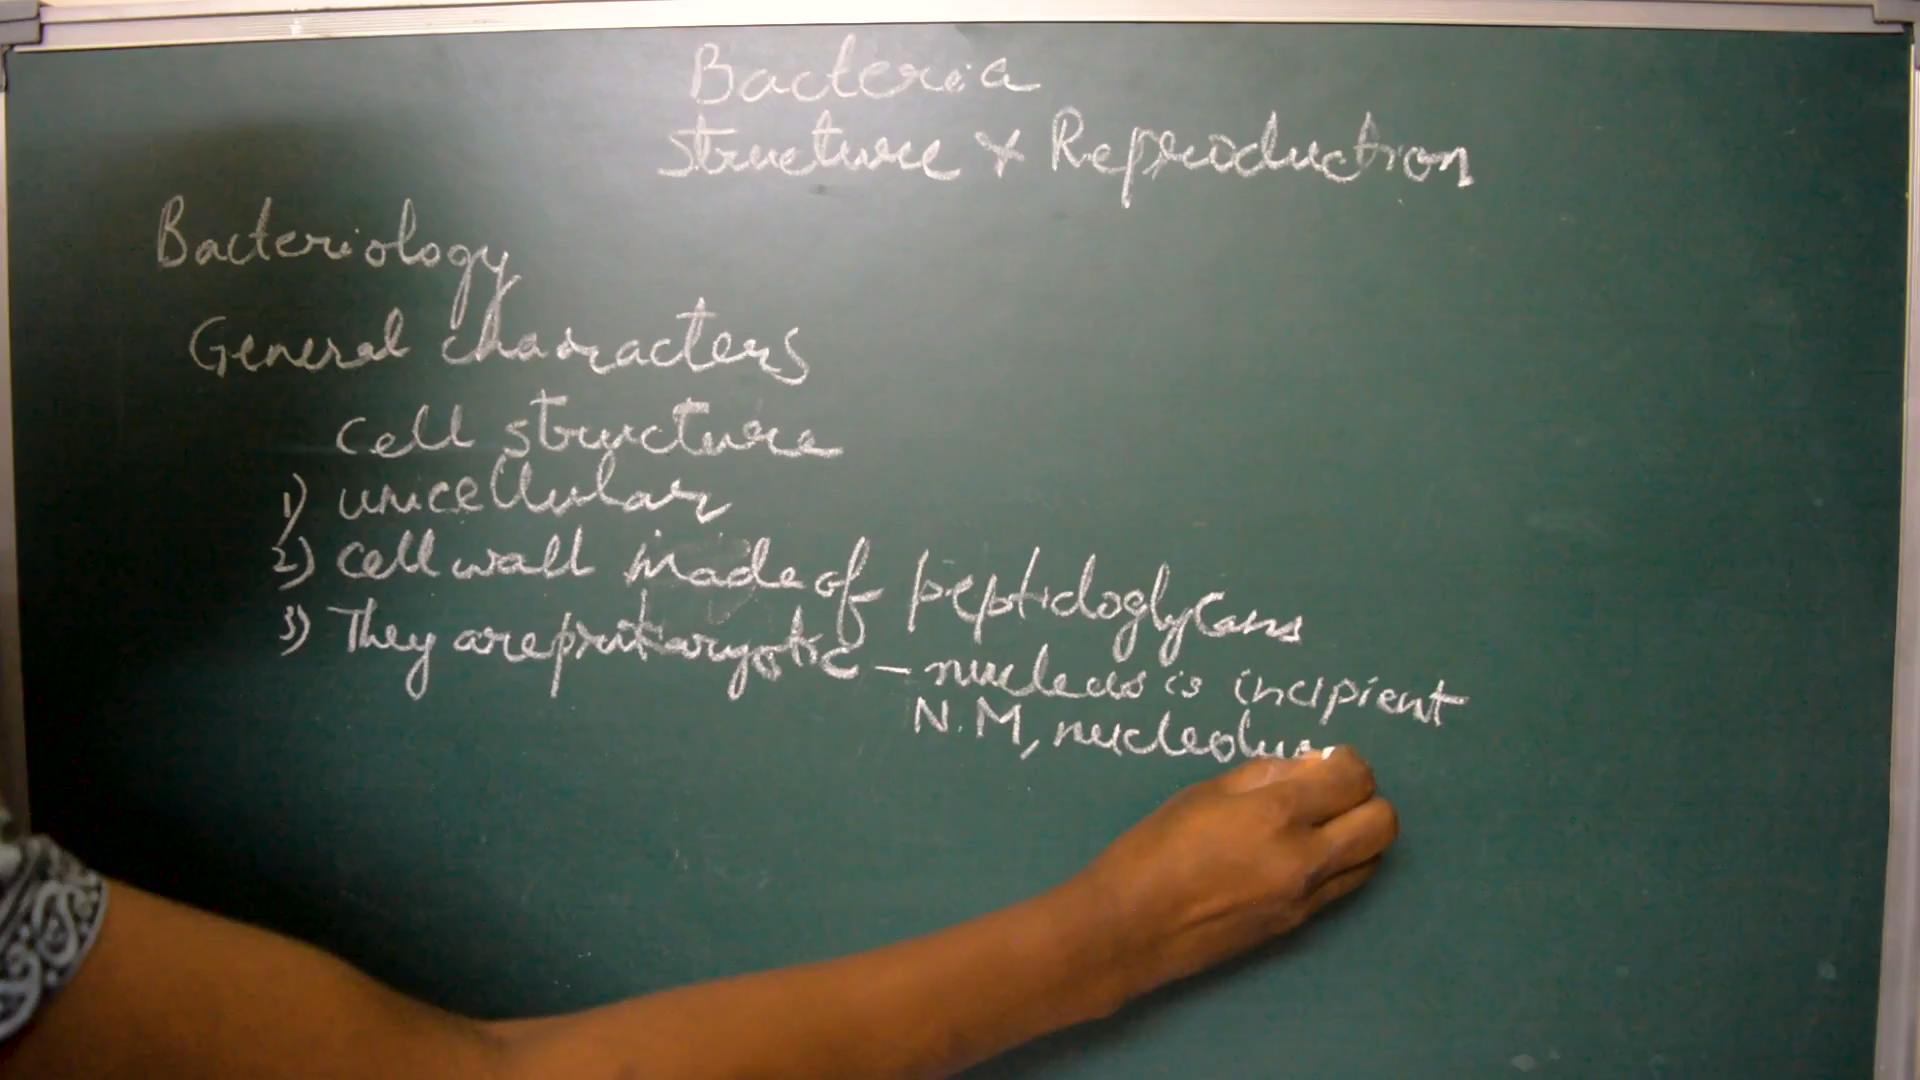 Bacteria
Structure & Reproduction
Bacteriology
General characters
cell structure
1) unicellular
2) cell wall made of peptidoglycans
3) They are prokaryotic - nucleus is incipient
N.M, nucleolus